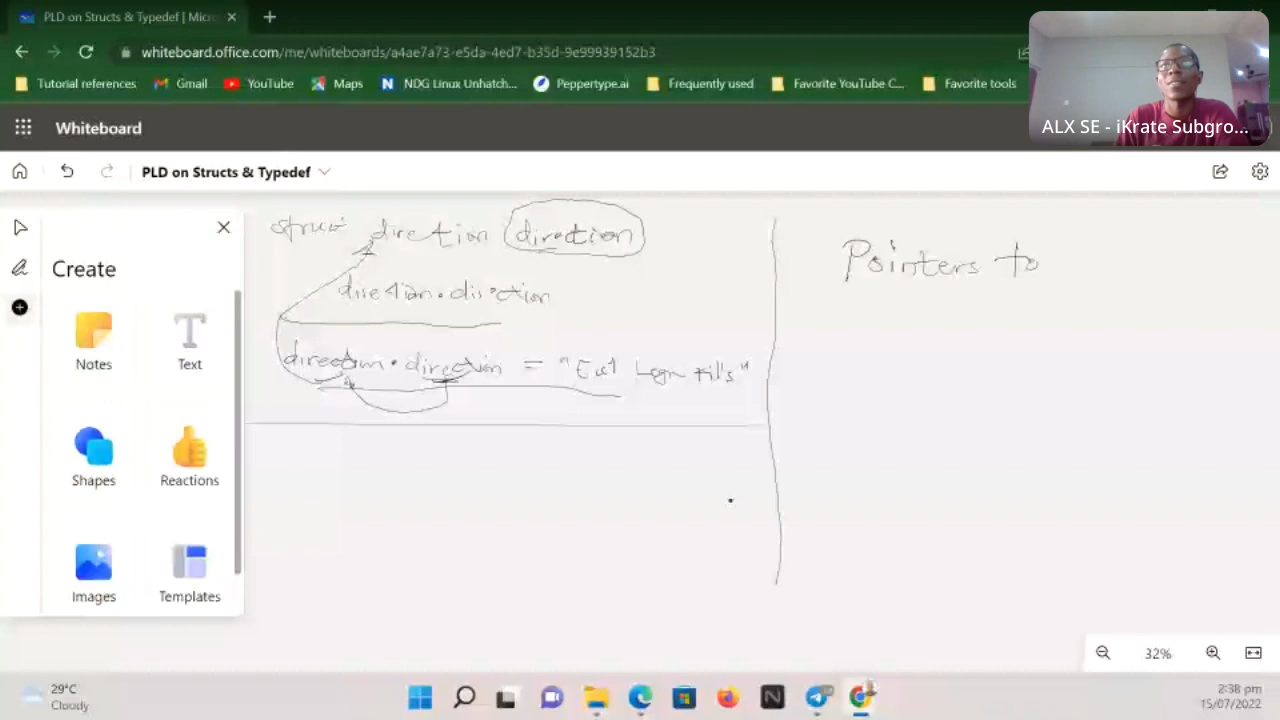 PLD on Structs & Typedef | Micr
whiteboard.office.com/me/whiteboards/a4ae7a73-e5da-4ed7-b35d-9e99939152b3
Tutorial references Gmail YouTube Maps NDG Linux Unhatch... Peppertype.ai Frequently used Favorite YouTube C... Favorite tools
ALX SE - iKrate Subgro...
Whiteboard
PLD on Structs & Typedef
Create
Notes Text
Shapes Reactions
Images Templates
struct direction direction
direction.direction
direction.direction = "East
Pointers to
32%
29°C
Cloudy
2:38 pm
15/07/2022